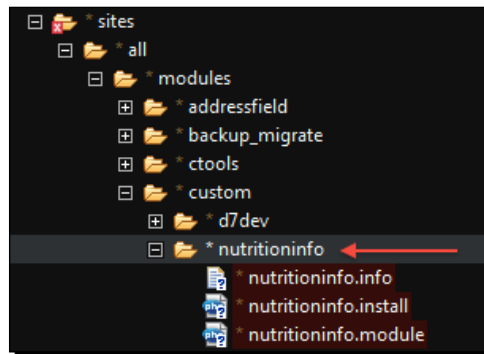 * sites
* all
* modules
* addressfield
* backup_migrate
* ctools
* custom
* d7dev
* nutritioninfo
* nutritioninfo.info
* nutritioninfo.install
* nutritioninfo.module